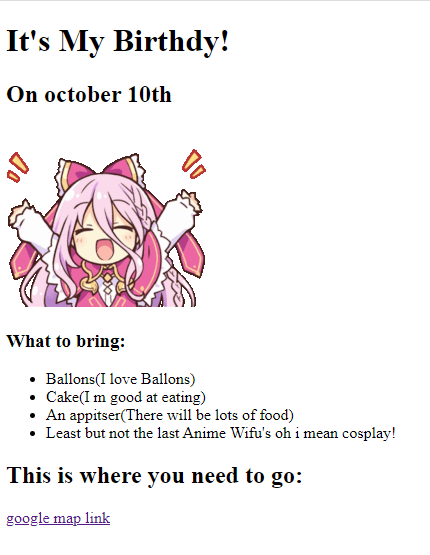 It's My Birthdy!
On october 10th
What to bring:
Ballons(I love Ballons)
Cake(I m good at eating)
An appitser(There will be lots of food)
Least but not the last Anime Wifu's oh i mean cosplay!
This is where you need to go:
google map link